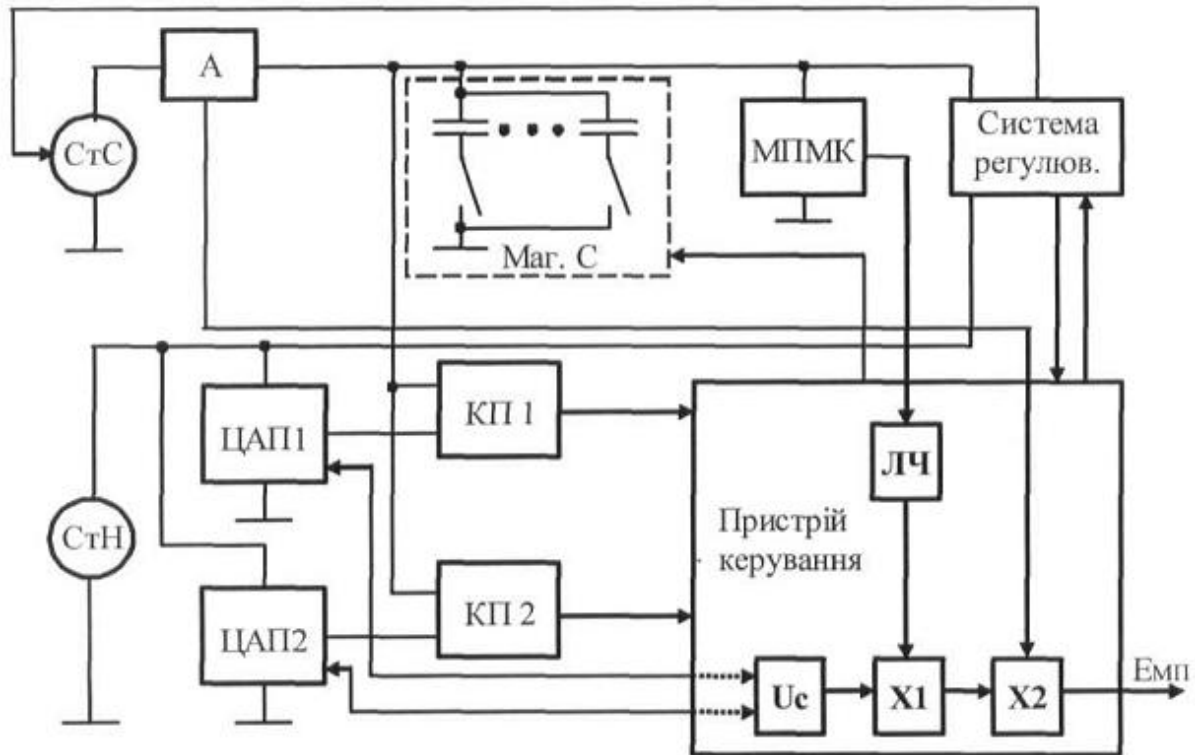 А
СтС
Маг. С
МПМК
Система
регулюв.
ЦАП1
КП 1
СтН
ЦАП2
КП 2
Пристрій
керування
ЛЧ
Uc
X1
X2
Емп